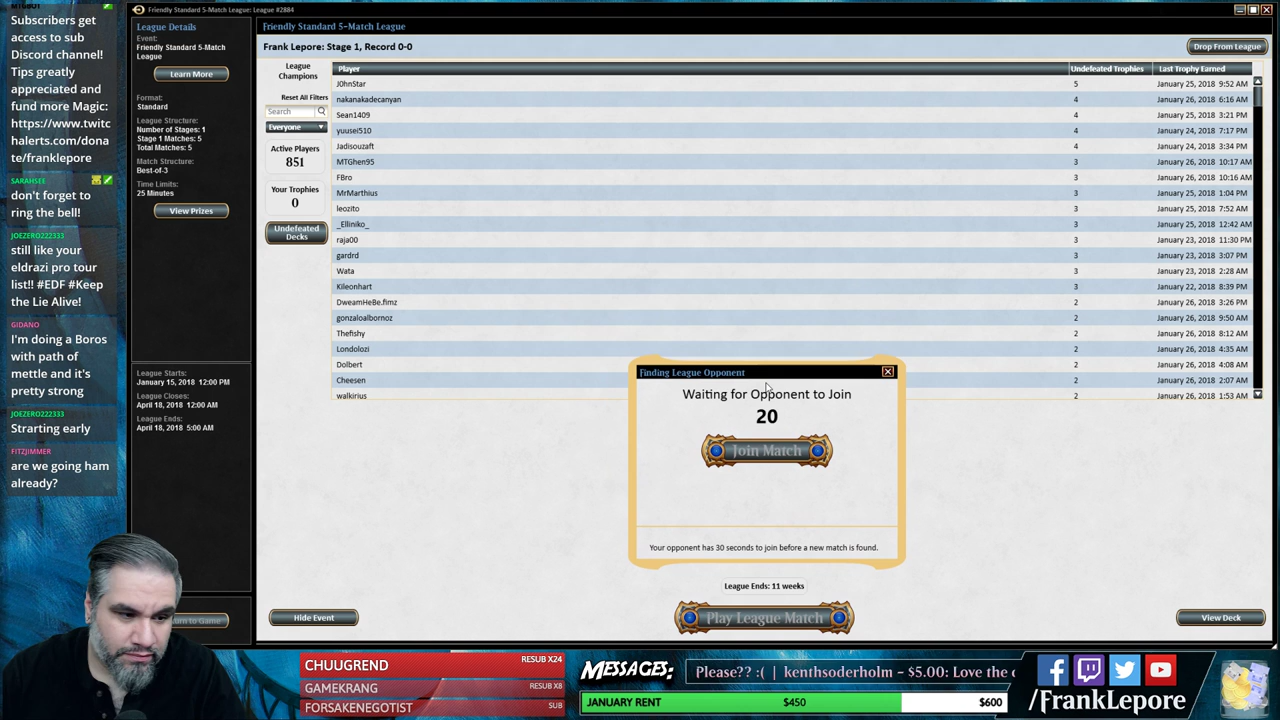 Subscribers get
access to sub
Discord channel!
Tips greatly
appreciated and
fund more Magic:
https://www.twitc
halerts.com/dona
te/franklepore
SARAHSEE
don't forget to
ring the bell!
JOEZERO222333
still like your
eldrazi pro tour
list!! #EDF #Keep
the Lie Alive!
GIDANO
I'm doing a Boros
with path of
mettle and it's
pretty strong
JOEZERO222333
Strarting early
FITZJIMMER
are we going ham
already?
Friendly Standard 5-Match League: League #2884
League Details
Event:
Friendly Standard 5-Match
League
Learn More
Format:
Standard
League Structure:
Number of Stages: 1
Stage 1 Matches: 5
Total Matches: 5
Match Structure:
Best-of-3
Time Limits:
25 Minutes
View Prizes
League Starts:
January 15, 2018 12:00 PM
League Closes:
April 18, 2018 12:00 AM
League Ends:
April 18, 2018 5:00 AM
Friendly Standard 5-Match League
Frank Lepore: Stage 1, Record 0-0
Drop From League
League
Champions
Reset All Filters
Search
Everyone
Active Players
851
Your Trophies
0
Undefeated
Decks
Player Undefeated Trophies Last Trophy Earned
J0hnStar 5 January 25, 2018 9:52 AM
nakanakadecanyan 4 January 26, 2018 6:16 AM
Sean1409 4 January 25, 2018 3:21 PM
yuusei510 4 January 24, 2018 7:17 PM
Jadisouzaft 4 January 24, 2018 3:34 PM
MTGhen95 3 January 26, 2018 10:17 AM
FBro 3 January 26, 2018 10:16 AM
MrMarthius 3 January 25, 2018 1:04 PM
leozito 3 January 25, 2018 7:52 AM
_Elliniko_ 3 January 25, 2018 12:42 AM
raja00 3 January 23, 2018 11:30 PM
gardrd 3 January 23, 2018 3:07 PM
Wata 3 January 23, 2018 2:28 AM
Kileonhart 3 January 22, 2018 8:39 PM
DweamHeBe.fimz 2 January 26, 2018 3:26 PM
gonzaloalbornoz 2 January 26, 2018 9:50 AM
Thefishy 2 January 26, 2018 8:12 AM
Londolozi 2 January 26, 2018 4:35 AM
Dolbert 2 January 26, 2018 4:08 AM
Cheesen 2 January 26, 2018 2:07 AM
walkirius 2 January 26, 2018 1:53 AM
Finding League Opponent
Waiting for Opponent to Join
20
Join Match
Your opponent has 30 seconds to join before a new match is found.
League Ends: 11 weeks
Play League Match
Hide Event
View Deck
to Game
CHUUGREND RESUB X24
GAMEKRANG RESUB X8
FORSAKENEGOTIST SUB
MESSAGES:
Please?? :( | kenthsoderholm – $5.00: Love the
JANUARY RENT $450 $600
/FrankLepore